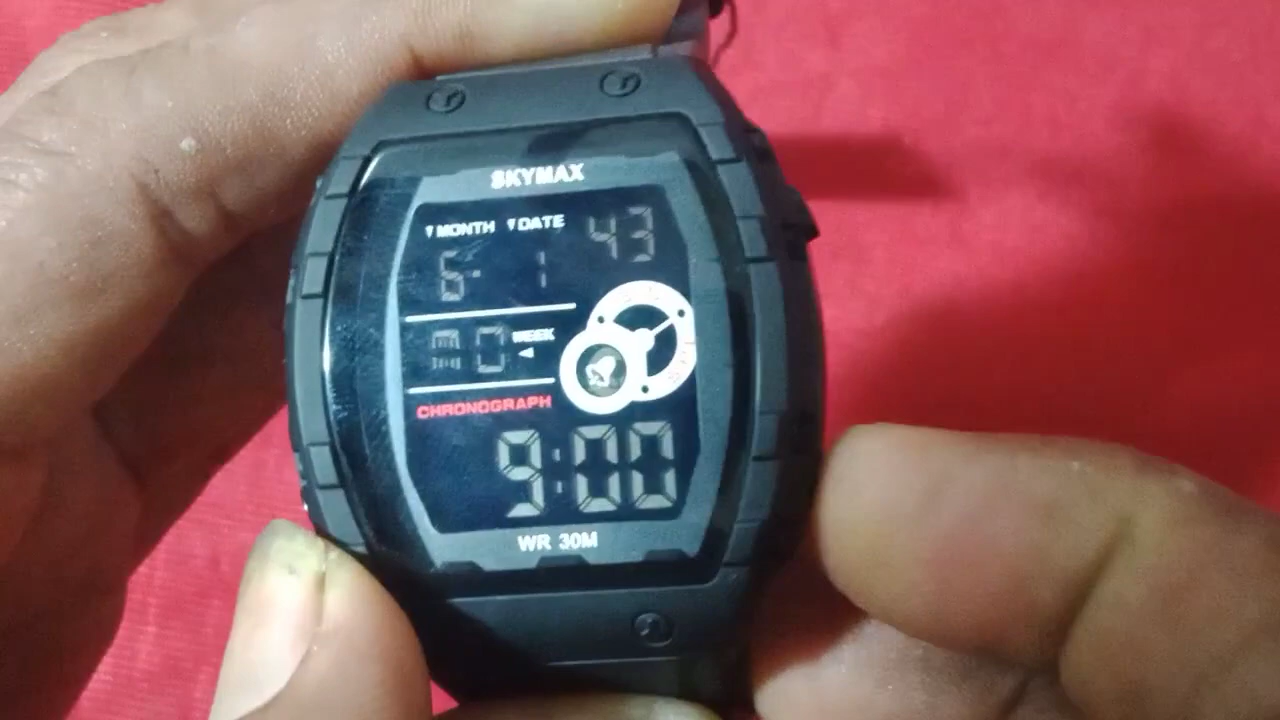 SKYMAX
MONTH DATE 43
6- 1
MO WEEK
CHRONOGRAPH
9:00
WR 30M